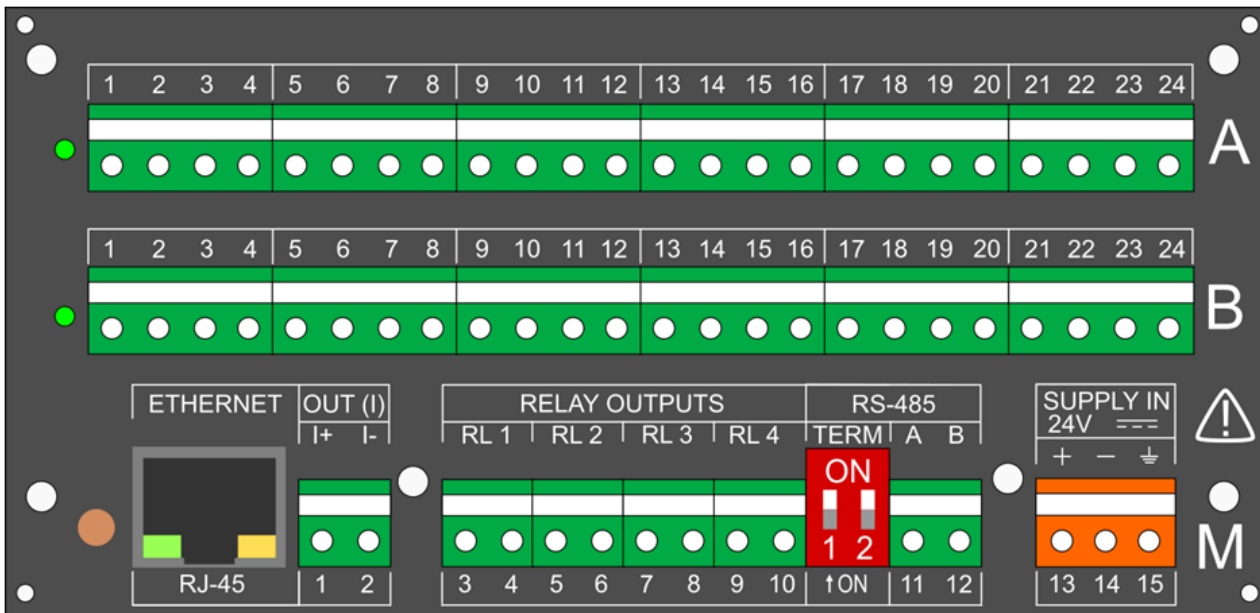 1 2 3 4 5 6 7 8 9 10 11 12 13 14 15 16 17 18 19 20 21 22 23 24
A
1 2 3 4 5 6 7 8 9 10 11 12 13 14 15 16 17 18 19 20 21 22 23 24
B
ETHERNET OUT (I) RELAY OUTPUTS RS-485 SUPPLY IN
24V
I+ I- RL 1 RL 2 RL 3 RL 4 TERM A B
+ −
ON
1 2
M
RJ-45 1 2 3 4 5 6 7 8 9 10 ↑ON 11 12 13 14 15